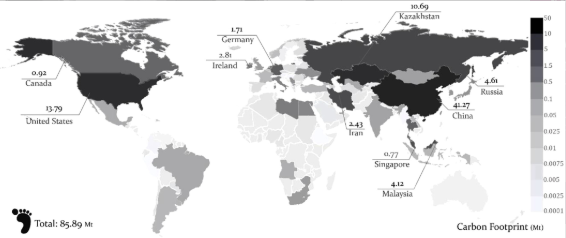 10.69
Kazakhstan
1.71
Germany
2.81
Ireland
0.92
Canada
13.79
United States
4.61
Russia
41.27
China
2.43
Iran
0.77
Singapore
4.12
Malaysia
50
10
5
1.5
0.5
0.1
0.05
0.025
0.01
0.0075
0.005
0.0025
0.0001
Total: 85.89 Mt
Carbon Footprint (Mt)